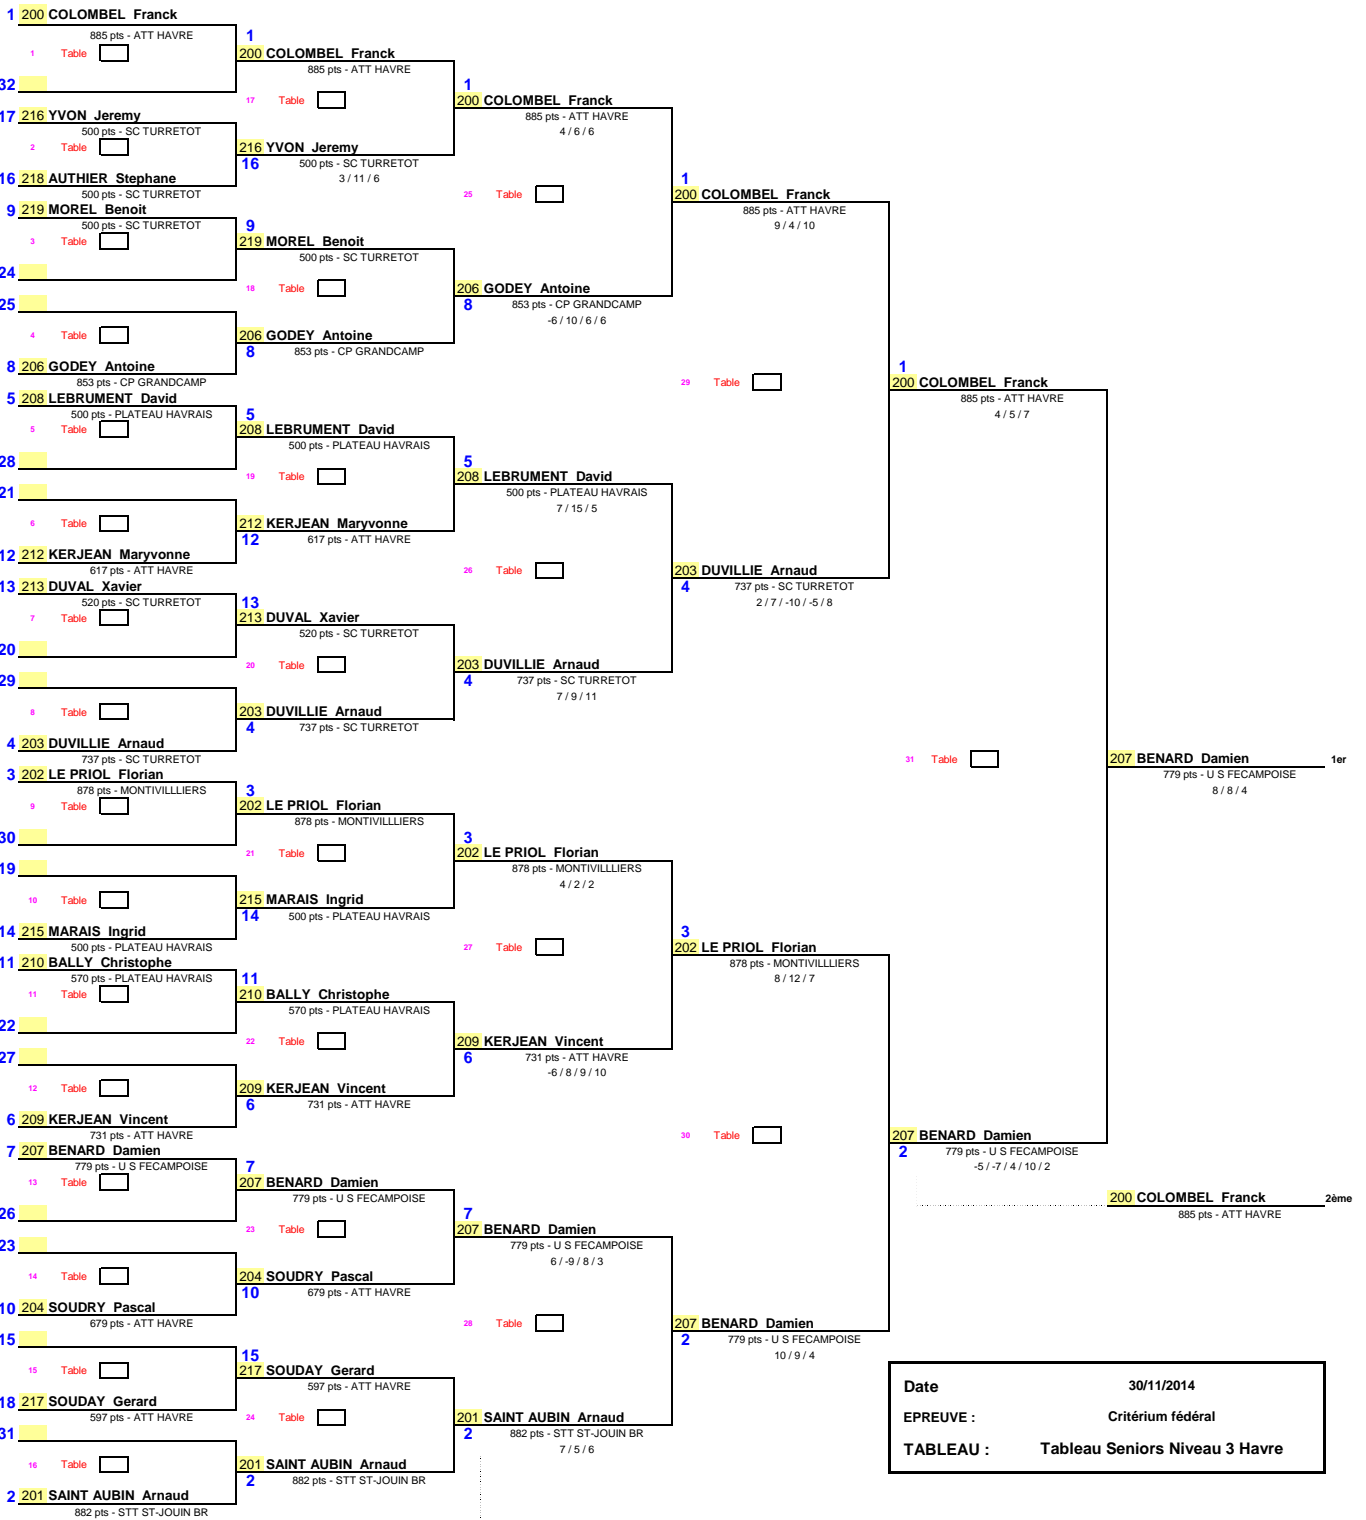 1 200 COLOMBEL Franck
885 pts - ATT HAVRE
1 Table
32
17 216 YVON Jeremy
500 pts - SC TURRETOT
2 Table
16 218 AUTHIER Stephane
500 pts - SC TURRETOT
9 219 MOREL Benoit
500 pts - SC TURRETOT
3 Table
24
25
4 Table
8 206 GODEY Antoine
853 pts - CP GRANDCAMP
5 208 LEBRUMENT David
500 pts - PLATEAU HAVRAIS
5 Table
28
21
6 Table
12 212 KERJEAN Maryvonne
617 pts - ATT HAVRE
13 213 DUVAL Xavier
520 pts - SC TURRETOT
7 Table
20
29
8 Table
4 203 DUVILLIE Arnaud
737 pts - SC TURRETOT
3 202 LE PRIOL Florian
878 pts - MONTIVILLLIERS
9 Table
30
19
10 Table
14 215 MARAIS Ingrid
500 pts - PLATEAU HAVRAIS
11 210 BALLY Christophe
570 pts - PLATEAU HAVRAIS
11 Table
22
27
12 Table
6 209 KERJEAN Vincent
731 pts - ATT HAVRE
7 207 BENARD Damien
779 pts - U S FECAMPOISE
13 Table
26
23
14 Table
10 204 SOUDRY Pascal
679 pts - ATT HAVRE
15
15 Table
18 217 SOUDAY Gerard
597 pts - ATT HAVRE
31
16 Table
2 201 SAINT AUBIN Arnaud
882 pts - STT ST-JOUIN BR
1
200 COLOMBEL Franck
885 pts - ATT HAVRE
17 Table
216 YVON Jeremy
16 500 pts - SC TURRETOT
3 / 11 / 6
9
219 MOREL Benoit
500 pts - SC TURRETOT
18 Table
206 GODEY Antoine
8 853 pts - CP GRANDCAMP
5
208 LEBRUMENT David
500 pts - PLATEAU HAVRAIS
19 Table
212 KERJEAN Maryvonne
12 617 pts - ATT HAVRE
13
213 DUVAL Xavier
520 pts - SC TURRETOT
20 Table
203 DUVILLIE Arnaud
4 737 pts - SC TURRETOT
3
202 LE PRIOL Florian
878 pts - MONTIVILLLIERS
21 Table
215 MARAIS Ingrid
14 500 pts - PLATEAU HAVRAIS
11
210 BALLY Christophe
570 pts - PLATEAU HAVRAIS
22 Table
209 KERJEAN Vincent
6 731 pts - ATT HAVRE
7
207 BENARD Damien
779 pts - U S FECAMPOISE
23 Table
204 SOUDRY Pascal
10 679 pts - ATT HAVRE
15
217 SOUDAY Gerard
597 pts - ATT HAVRE
24 Table
201 SAINT AUBIN Arnaud
2 882 pts - STT ST-JOUIN BR
1
200 COLOMBEL Franck
885 pts - ATT HAVRE
4 / 6 / 6
25 Table
206 GODEY Antoine
8 853 pts - CP GRANDCAMP
-6 / 10 / 6 / 6
5
208 LEBRUMENT David
500 pts - PLATEAU HAVRAIS
7 / 15 / 5
26 Table
203 DUVILLIE Arnaud
4 737 pts - SC TURRETOT
7 / 9 / 11
3
202 LE PRIOL Florian
878 pts - MONTIVILLLIERS
4 / 2 / 2
27 Table
209 KERJEAN Vincent
6 731 pts - ATT HAVRE
-6 / 8 / 9 / 10
7
207 BENARD Damien
779 pts - U S FECAMPOISE
6 / -9 / 8 / 3
28 Table
201 SAINT AUBIN Arnaud
2 882 pts - STT ST-JOUIN BR
7 / 5 / 6
1
200 COLOMBEL Franck
885 pts - ATT HAVRE
9 / 4 / 10
29 Table
203 DUVILLIE Arnaud
4 737 pts - SC TURRETOT
2 / 7 / -10 / -5 / 8
3
202 LE PRIOL Florian
878 pts - MONTIVILLLIERS
8 / 12 / 7
30 Table
207 BENARD Damien
2 779 pts - U S FECAMPOISE
10 / 9 / 4
1
200 COLOMBEL Franck
885 pts - ATT HAVRE
4 / 5 / 7
31 Table
207 BENARD Damien
2 779 pts - U S FECAMPOISE
-5 / -7 / 4 / 10 / 2
207 BENARD Damien 1er
779 pts - U S FECAMPOISE
8 / 8 / 4
200 COLOMBEL Franck 2ème
885 pts - ATT HAVRE
Date 30/11/2014
EPREUVE : Critérium fédéral
TABLEAU : Tableau Seniors Niveau 3 Havre